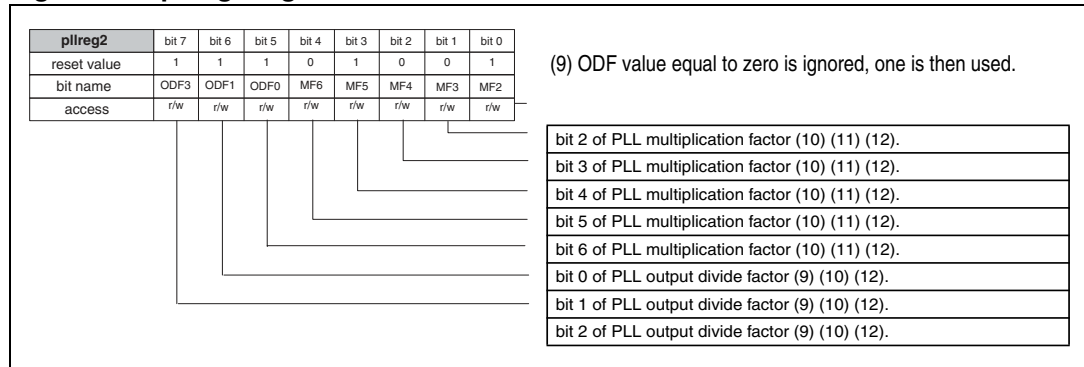 pllreg2 bit 7 bit 6 bit 5 bit 4 bit 3 bit 2 bit 1 bit 0
reset value 1 1 1 0 1 0 0 1
bit name ODF3 ODF1 ODF0 MF6 MF5 MF4 MF3 MF2
access r/w r/w r/w r/w r/w r/w r/w r/w
(9) ODF value equal to zero is ignored, one is then used.
bit 2 of PLL multiplication factor (10) (11) (12).
bit 3 of PLL multiplication factor (10) (11) (12).
bit 4 of PLL multiplication factor (10) (11) (12).
bit 5 of PLL multiplication factor (10) (11) (12).
bit 6 of PLL multiplication factor (10) (11) (12).
bit 0 of PLL output divide factor (9) (10) (12).
bit 1 of PLL output divide factor (9) (10) (12).
bit 2 of PLL output divide factor (9) (10) (12).